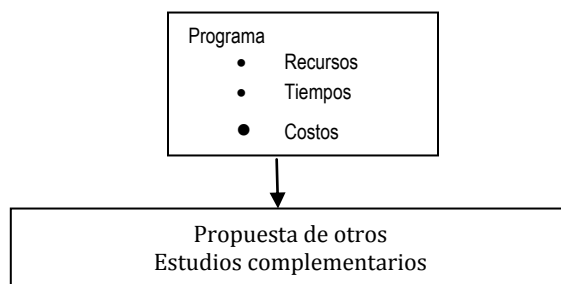 Programa
• Recursos
• Tiempos
• Costos
Propuesta de otros
Estudios complementarios